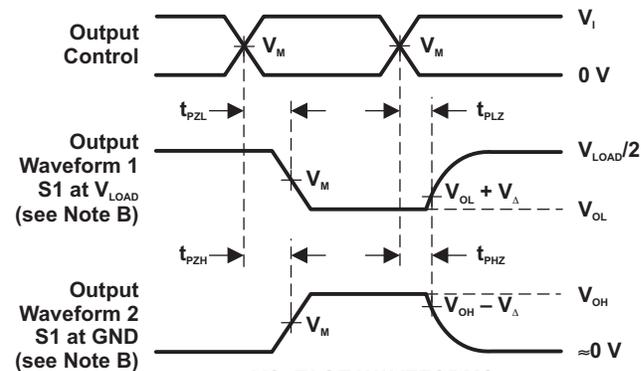 Output
Control
V_M
V_M
V_I
0 V
t_PZL
t_PLZ
Output
Waveform 1
S1 at V_LOAD
(see Note B)
V_M
V_OL + V_Δ
V_LOAD/2
V_OL
t_PZH
t_PHZ
Output
Waveform 2
S1 at GND
(see Note B)
V_M
V_OH – V_Δ
V_OH
≈0 V